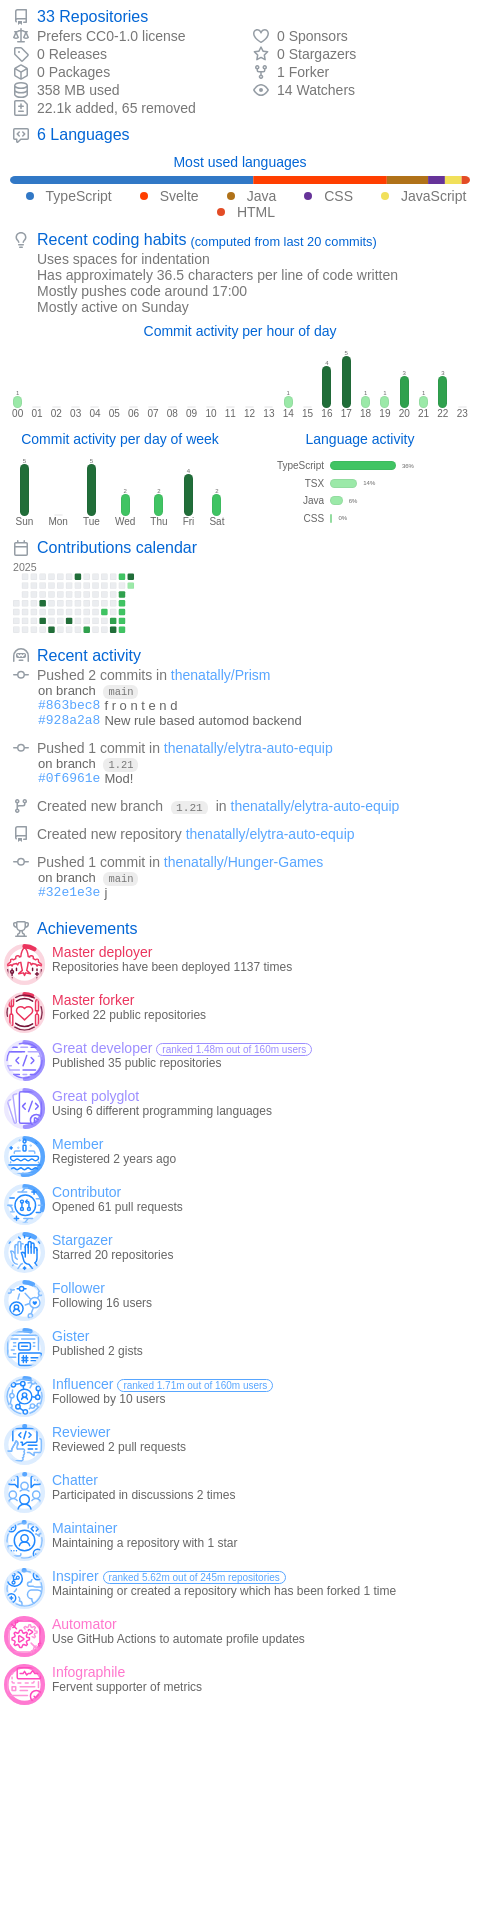 33 Repositories
Prefers CC0-1.0 license
0 Sponsors
0 Releases
0 Stargazers
0 Packages
1 Forker
358 MB used
14 Watchers
22.1k added, 65 removed
6 Languages
Most used languages
TypeScript Svelte Java CSS JavaScript
HTML
Recent coding habits (computed from last 20 commits)
Uses spaces for indentation
Has approximately 36.5 characters per line of code written
Mostly pushes code around 17:00
Mostly active on Sunday
Commit activity per hour of day
1 1 4 5 1 1 3 1 3
00 01 02 03 04 05 06 07 08 09 10 11 12 13 14 15 16 17 18 19 20 21 22 23
Commit activity per day of week
5 5 2 2 4 2
Sun Mon Tue Wed Thu Fri Sat
Language activity
TypeScript 36%
TSX 14%
Java 6%
CSS 0%
Contributions calendar
2025
Recent activity
Pushed 2 commits in thenatally/Prism
on branch main
#863bec8 f r o n t e n d
#928a2a8 New rule based automod backend
Pushed 1 commit in thenatally/elytra-auto-equip
on branch 1.21
#0f6961e Mod!
Created new branch 1.21 in thenatally/elytra-auto-equip
Created new repository thenatally/elytra-auto-equip
Pushed 1 commit in thenatally/Hunger-Games
on branch main
#32e1e3e j
Achievements
Master deployer
Repositories have been deployed 1137 times
Master forker
Forked 22 public repositories
Great developer ranked 1.48m out of 160m users
Published 35 public repositories
Great polyglot
Using 6 different programming languages
Member
Registered 2 years ago
Contributor
Opened 61 pull requests
Stargazer
Starred 20 repositories
Follower
Following 16 users
Gister
Published 2 gists
Influencer ranked 1.71m out of 160m users
Followed by 10 users
Reviewer
Reviewed 2 pull requests
Chatter
Participated in discussions 2 times
Maintainer
Maintaining a repository with 1 star
Inspirer ranked 5.62m out of 245m repositories
Maintaining or created a repository which has been forked 1 time
Automator
Use GitHub Actions to automate profile updates
Infographile
Fervent supporter of metrics